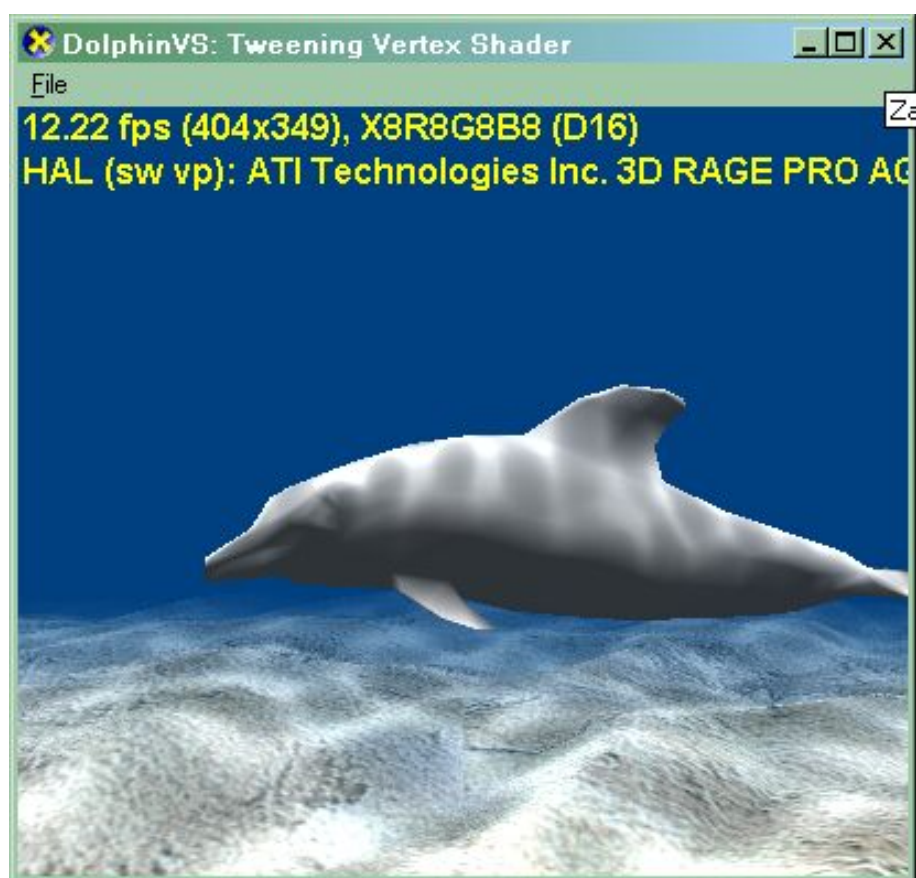 DolphinVS: Tweening Vertex Shader
File
Za
12.22 fps (404x349), X8R8G8B8 (D16)
HAL (sw vp): ATI Technologies Inc. 3D RAGE PRO AG